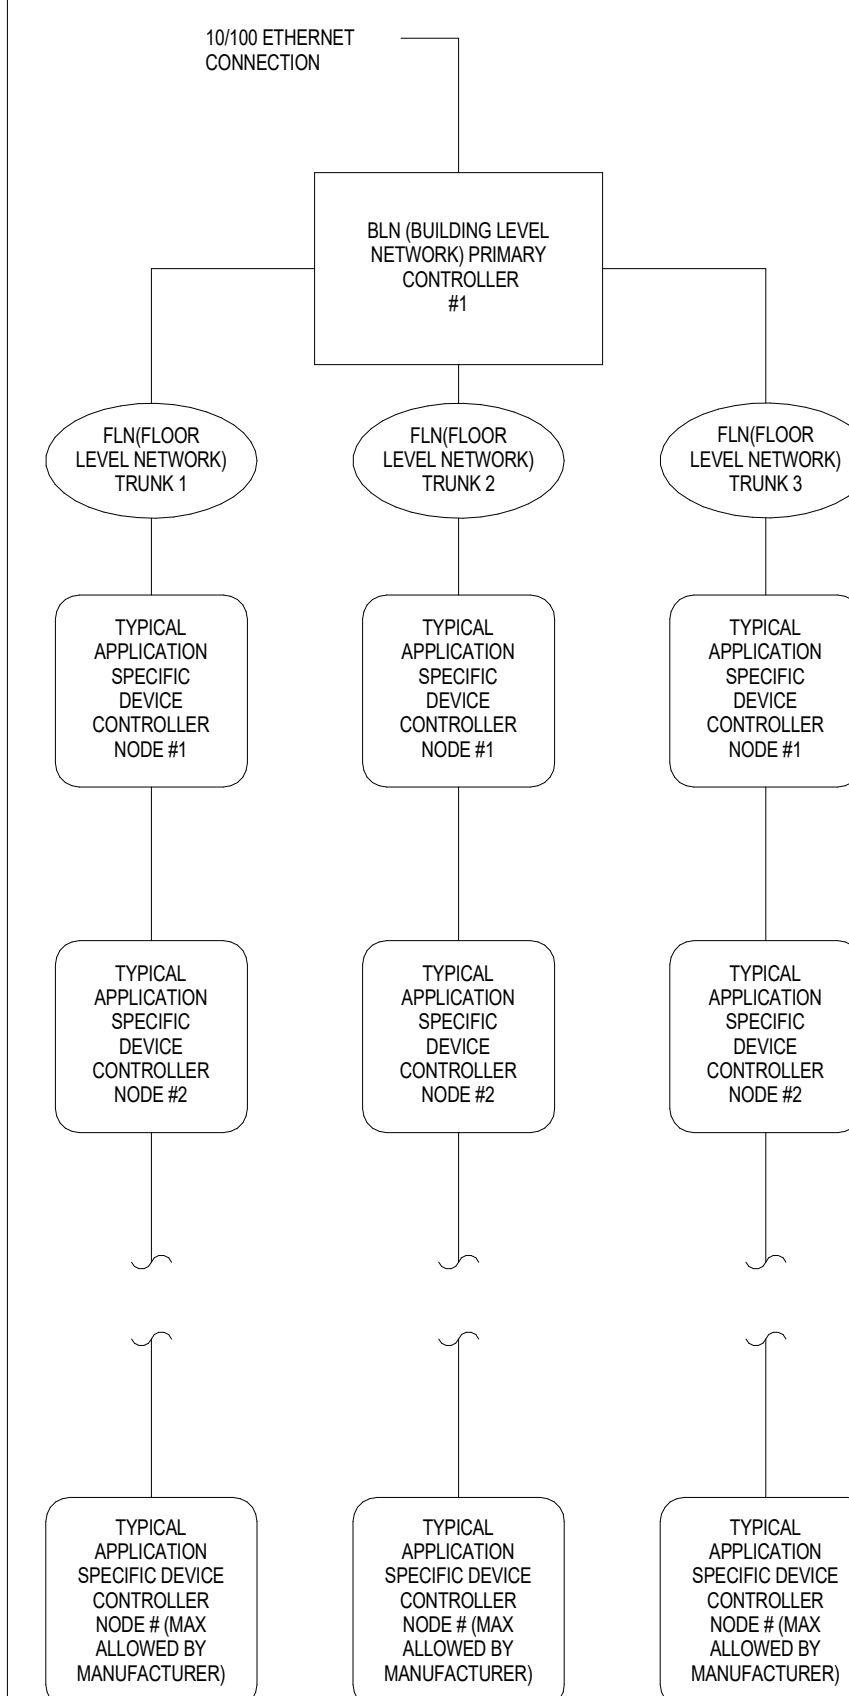 10/100 ETHERNET
CONNECTION
BLN (BUILDING LEVEL
NETWORK) PRIMARY
CONTROLLER
#1
FLN(FLOOR
LEVEL NETWORK)
TRUNK 1
FLN(FLOOR
LEVEL NETWORK)
TRUNK 2
FLN(FLOOR
LEVEL NETWORK)
TRUNK 3
TYPICAL
APPLICATION
SPECIFIC
DEVICE
CONTROLLER
NODE #1
TYPICAL
APPLICATION
SPECIFIC
DEVICE
CONTROLLER
NODE #1
TYPICAL
APPLICATION
SPECIFIC
DEVICE
CONTROLLER
NODE #1
TYPICAL
APPLICATION
SPECIFIC
DEVICE
CONTROLLER
NODE #2
TYPICAL
APPLICATION
SPECIFIC
DEVICE
CONTROLLER
NODE #2
TYPICAL
APPLICATION
SPECIFIC
DEVICE
CONTROLLER
NODE #2
TYPICAL
APPLICATION
SPECIFIC DEVICE
CONTROLLER
NODE # (MAX
ALLOWED BY
MANUFACTURER)
TYPICAL
APPLICATION
SPECIFIC DEVICE
CONTROLLER
NODE # (MAX
ALLOWED BY
MANUFACTURER)
TYPICAL
APPLICATION
SPECIFIC DEVICE
CONTROLLER
NODE # (MAX
ALLOWED BY
MANUFACTURER)